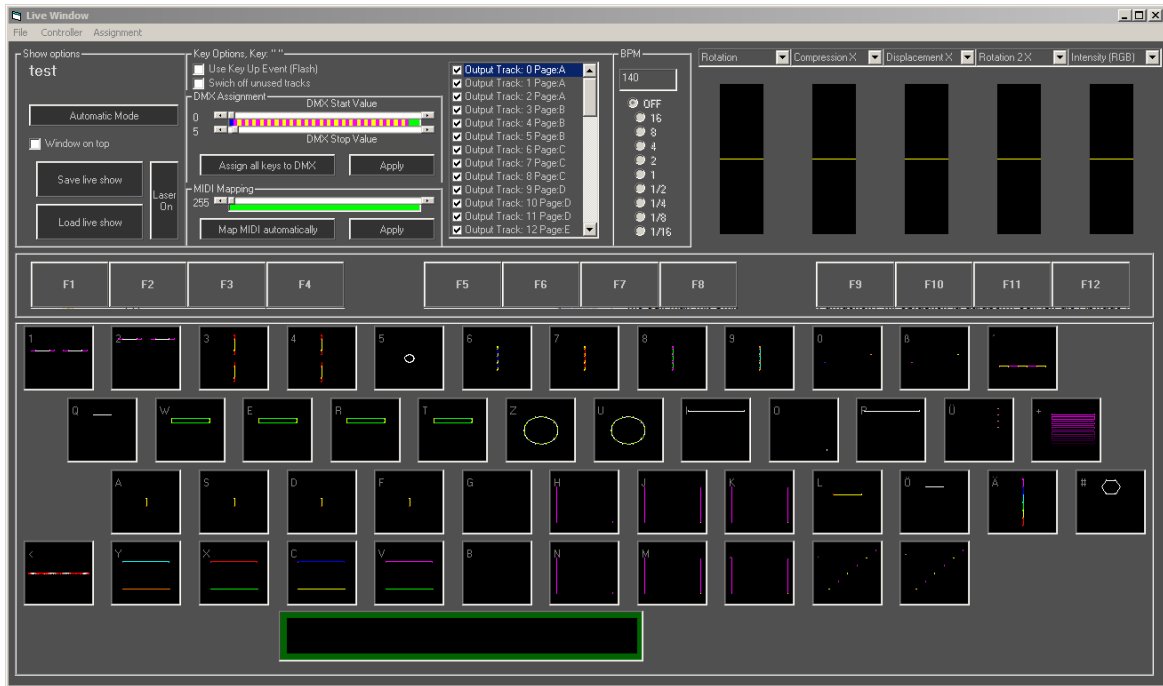 Live Window
File Controller Assignment
Show options
test
Automatic Mode
Window on top
Save live show
Load live show
Laser On
Key Options, Key: " "
Use Key Up Event (Flash)
Swich off unused tracks
DMX Assignment
DMX Start Value
0
5
DMX Stop Value
Assign all keys to DMX
Apply
MIDI Mapping
255
Map MIDI automatically
Apply
Output Track: 0 Page:A
Output Track: 1 Page:A
Output Track: 2 Page:A
Output Track: 3 Page:B
Output Track: 4 Page:B
Output Track: 5 Page:B
Output Track: 6 Page:C
Output Track: 7 Page:C
Output Track: 8 Page:C
Output Track: 9 Page:D
Output Track: 10 Page:D
Output Track: 11 Page:D
Output Track: 12 Page:E
BPM
140
OFF
16
8
4
2
1
1/2
1/4
1/8
1/16
Rotation Compression X Displacement X Rotation 2 X Intensity (RGB)
F1 F2 F3 F4 F5 F6 F7 F8 F9 F10 F11 F12
1 2 3 4 5 6 7 8 9 0 ß ´
Q W E R T Z U I O P Ü +
A S D F G H J K L Ö Ä #
< Y X C V B N M , . -